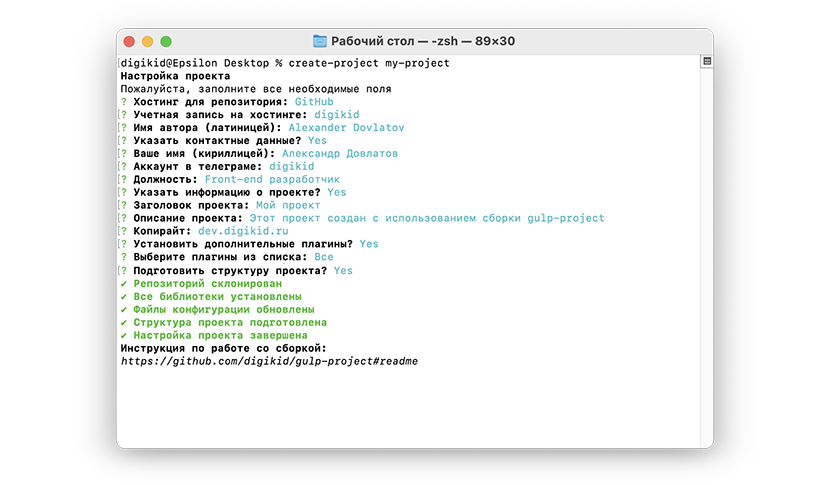 Рабочий стол — -zsh — 89×30
[digikid@Epsilon Desktop % create-project my-project
Настройка проекта
Пожалуйста, заполните все необходимые поля
[? Хостинг для репозитория: GitHub
[? Учетная запись на хостинге: digikid
[? Имя автора (латиницей): Alexander Dovlatov
[? Указать контактные данные? Yes
[? Ваше имя (кириллицей): Александр Довлатов
[? Аккаунт в телеграме: digikid
[? Должность: Front-end разработчик
[? Указать информацию о проекте? Yes
[? Заголовок проекта: Мой проект
[? Описание проекта: Этот проект создан с использованием сборки gulp-project
[? Копирайт: dev.digikid.ru
[? Установить дополнительные плагины? Yes
? Выберите плагины из списка: Все
[? Подготовить структуру проекта? Yes
✔ Репозиторий склонирован
✔ Все библиотеки установлены
✔ Файлы конфигурации обновлены
✔ Структура проекта подготовлена
✔ Настройка проекта завершена
Инструкция по работе со сборкой:
https://github.com/digikid/gulp-project#readme